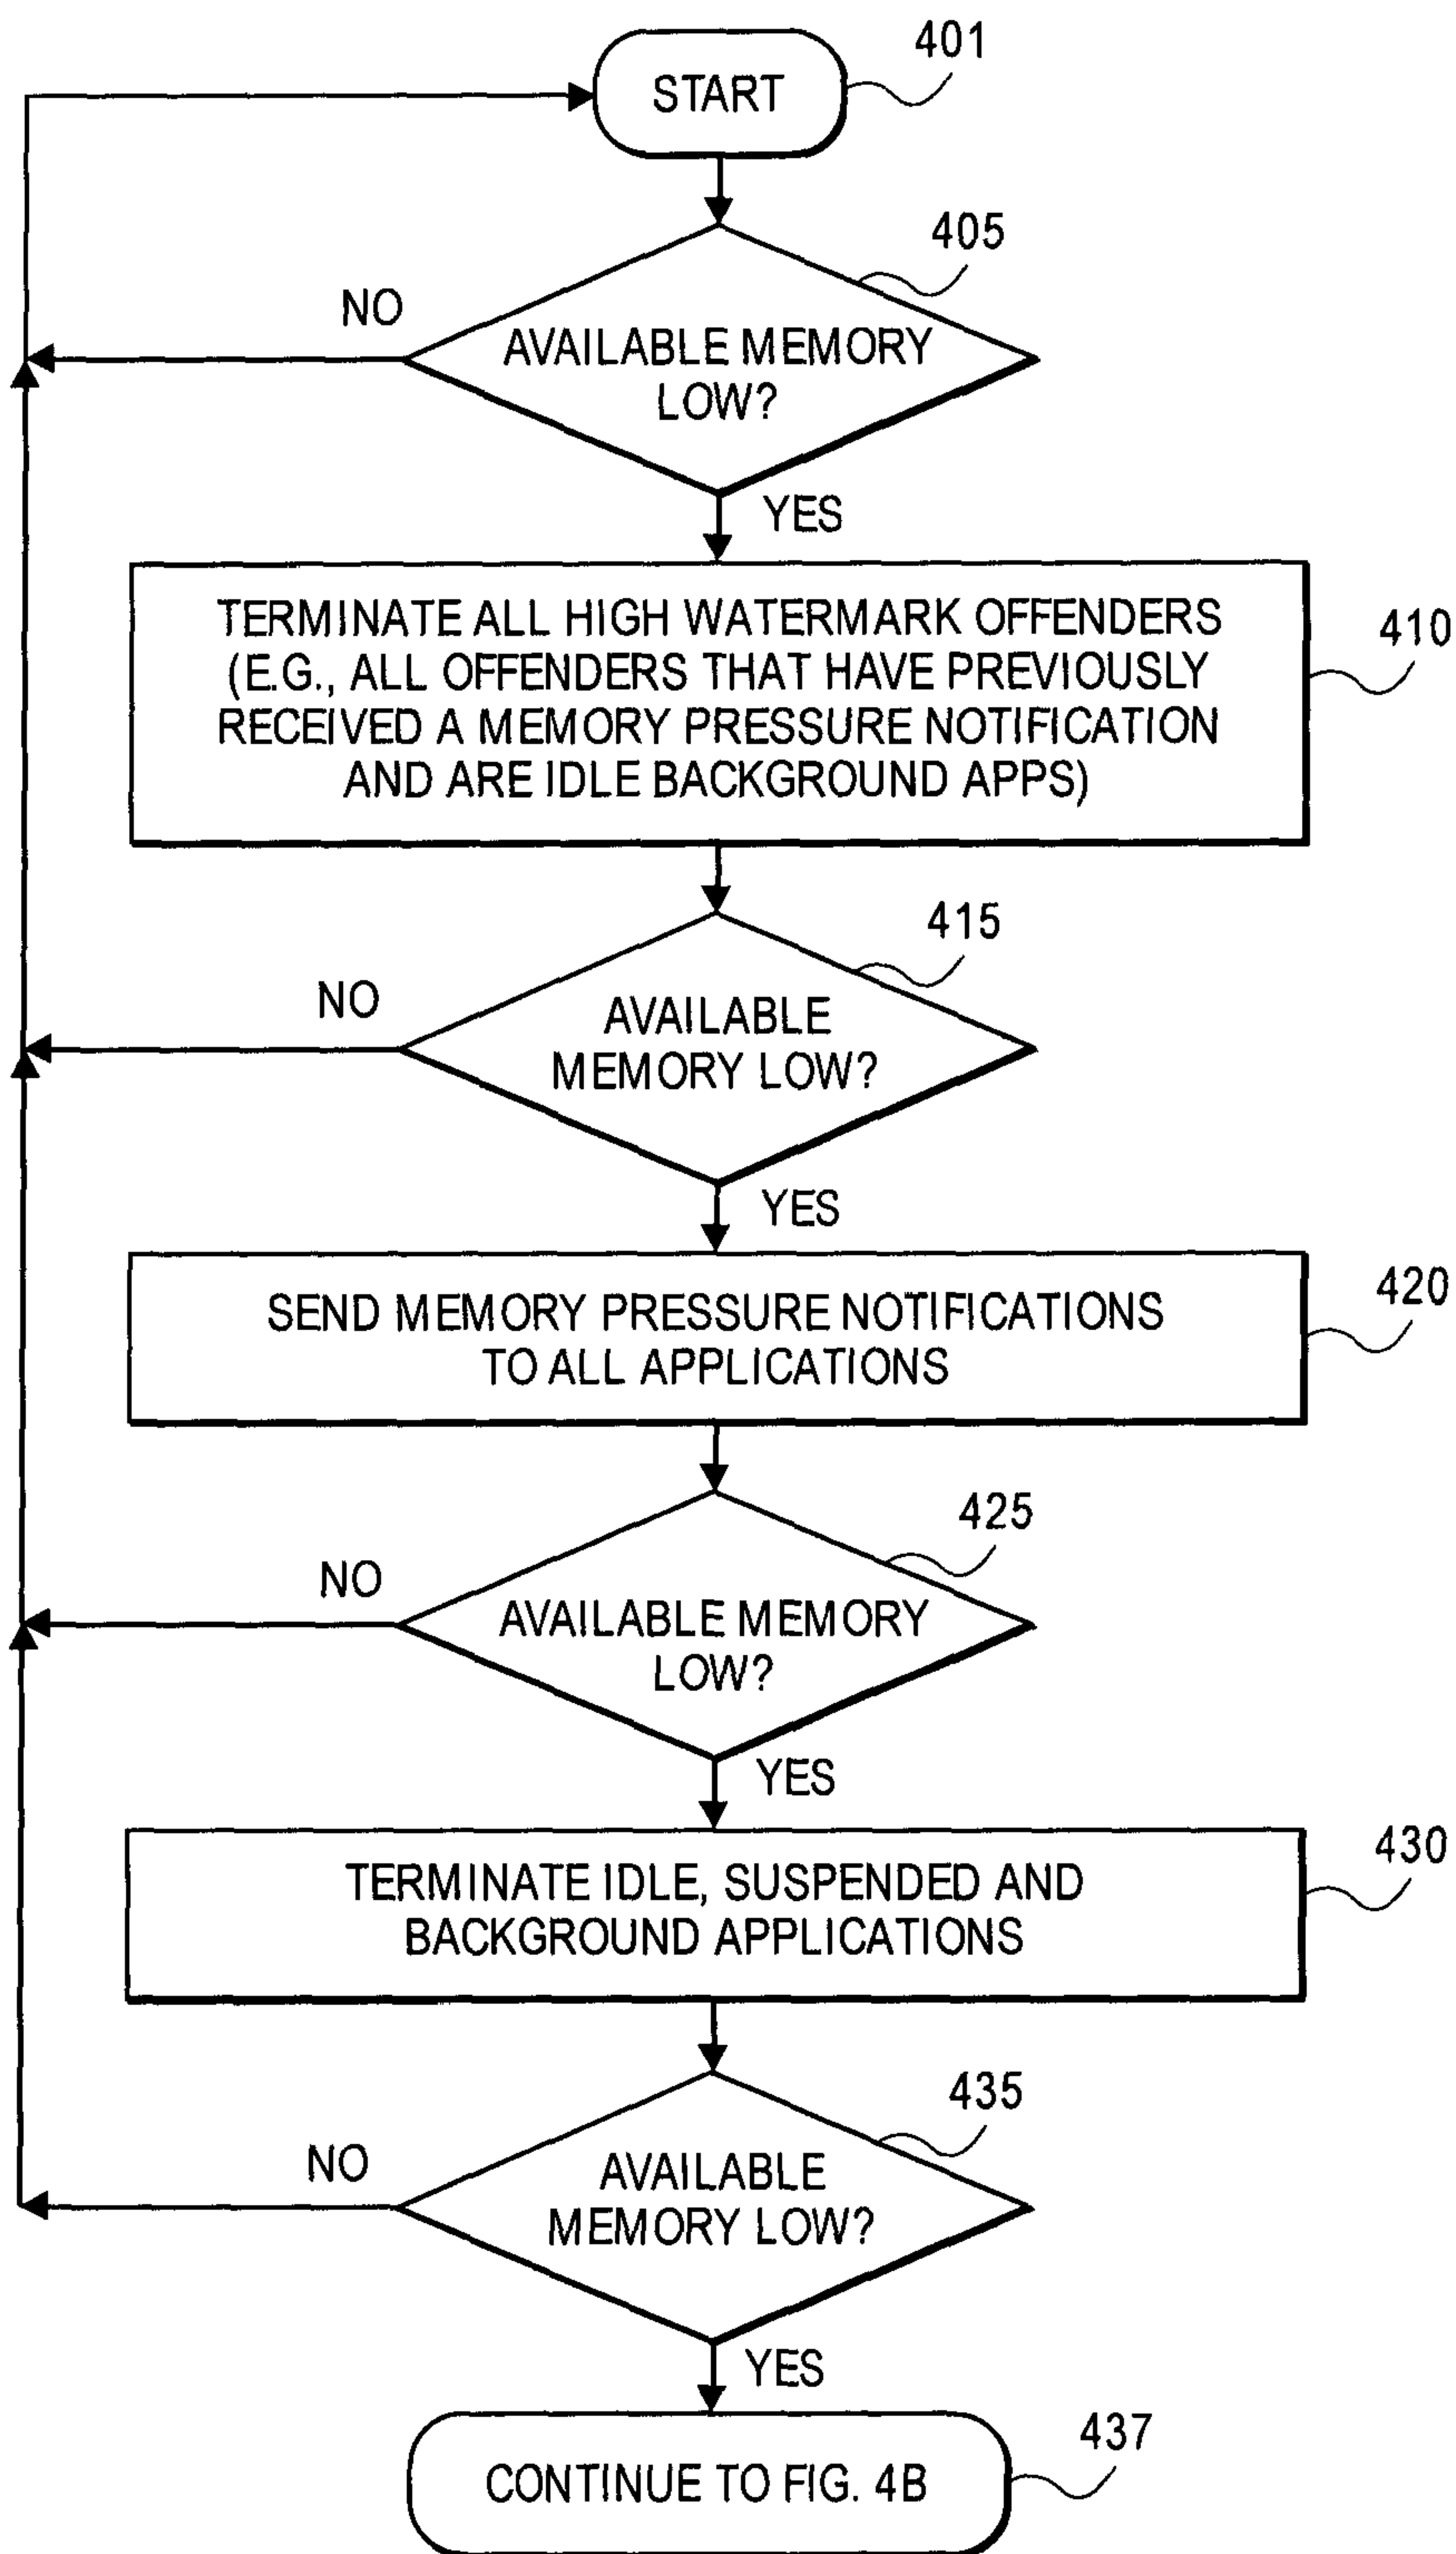 401
START
405
NO
AVAILABLE MEMORY
LOW?
YES
TERMINATE ALL HIGH WATERMARK OFFENDERS
(E.G., ALL OFFENDERS THAT HAVE PREVIOUSLY
RECEIVED A MEMORY PRESSURE NOTIFICATION
AND ARE IDLE BACKGROUND APPS)
410
415
NO
AVAILABLE
MEMORY LOW?
YES
SEND MEMORY PRESSURE NOTIFICATIONS
TO ALL APPLICATIONS
420
425
NO
AVAILABLE MEMORY
LOW?
YES
TERMINATE IDLE, SUSPENDED AND
BACKGROUND APPLICATIONS
430
435
NO
AVAILABLE
MEMORY LOW?
YES
CONTINUE TO FIG. 4B
437